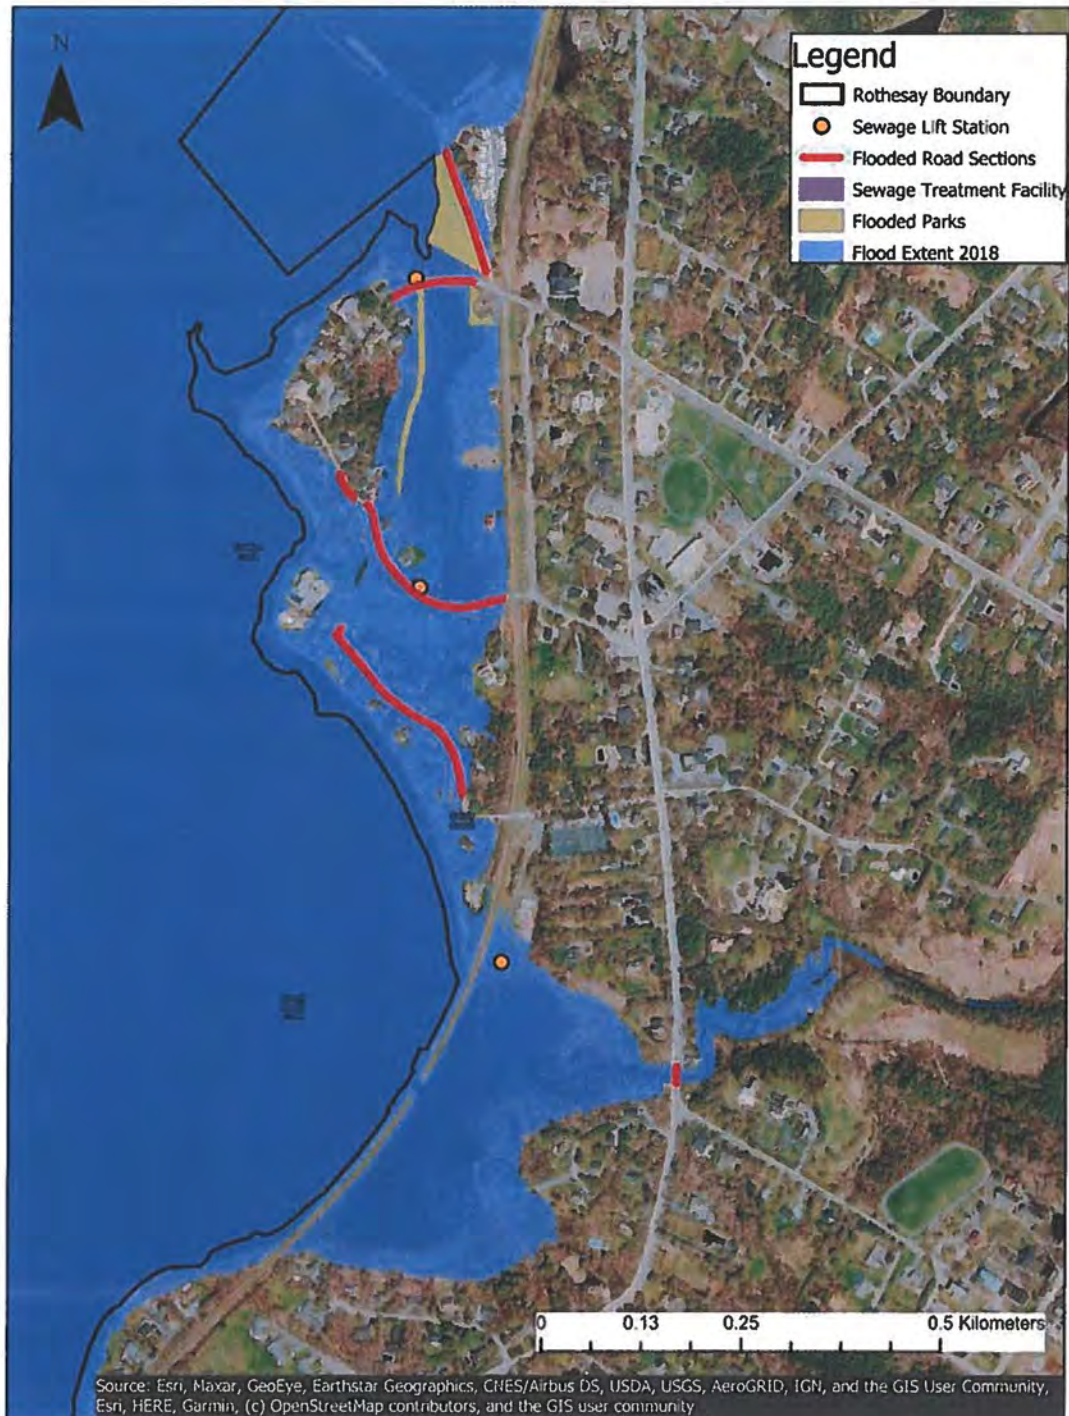 N
Legend
Rothesay Boundary
Sewage Lift Station
Flooded Road Sections
Sewage Treatment Facility
Flooded Parks
Flood Extent 2018
0 0.13 0.25 0.5 Kilometers
Source: Esri, Maxar, GeoEye, Earthstar Geographics, CNES/Airbus DS, USDA, USGS, AeroGRID, IGN, and the GIS User Community,
Esri, HERE, Garmin, (c) OpenStreetMap contributors, and the GIS user community